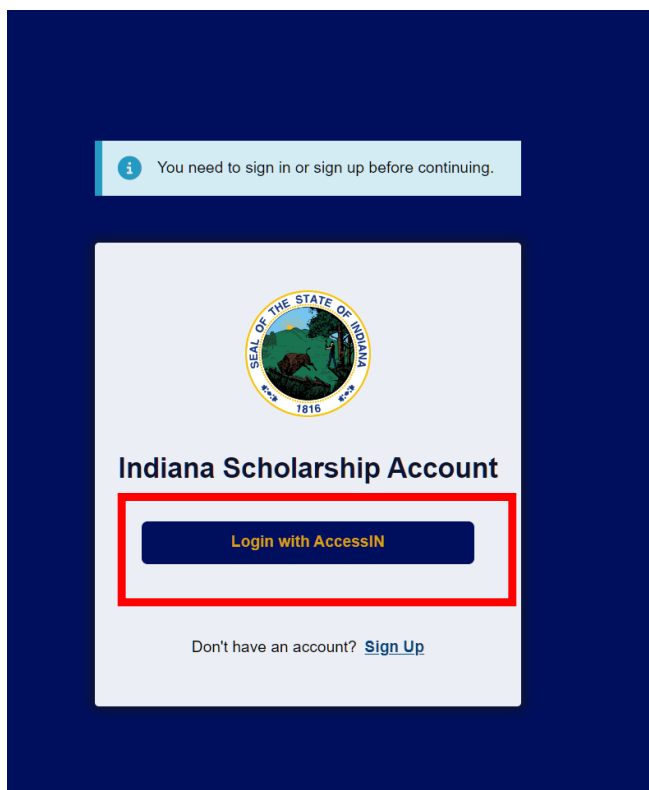 You need to sign in or sign up before continuing.
SEAL OF THE STATE OF INDIANA
1816
Indiana Scholarship Account
Login with AccessIN
Don't have an account? Sign Up